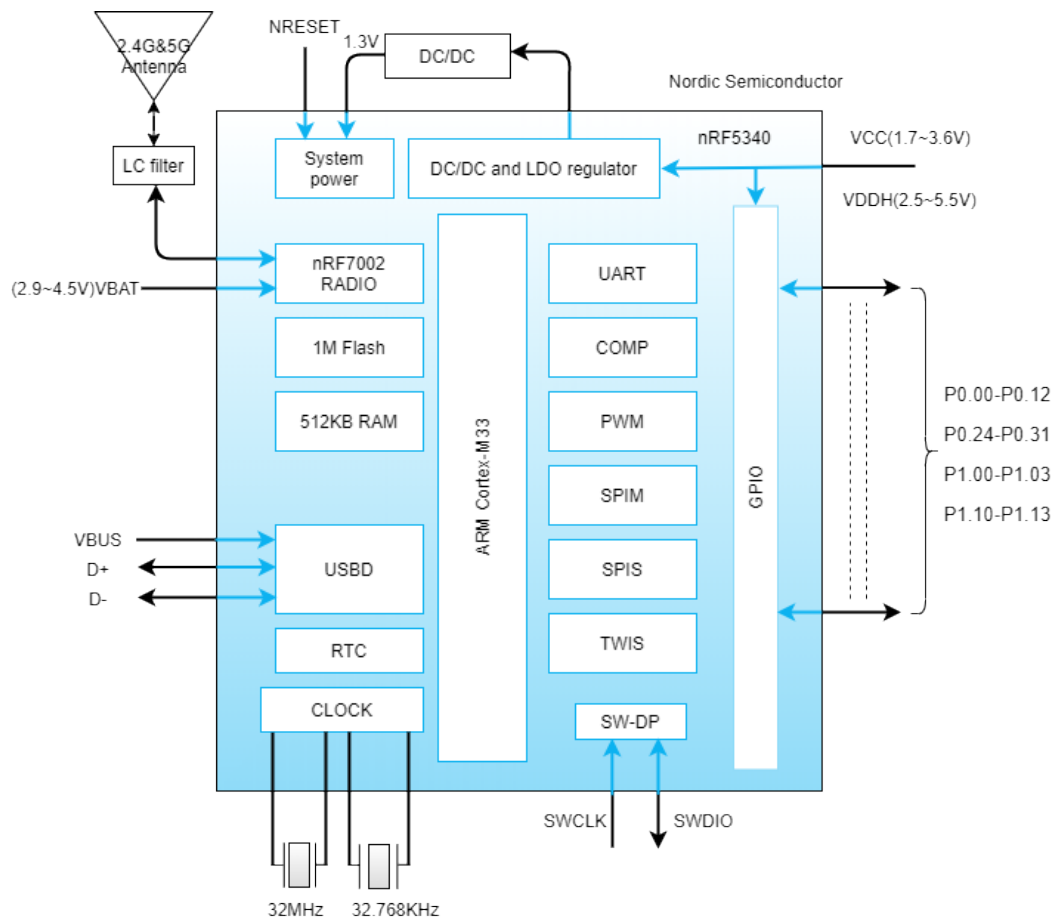 NRESET
2.4G&5G
Antenna
1.3V
DC/DC
Nordic Semiconductor
nRF5340
VCC(1.7~3.6V)
LC filter
System
power
DC/DC and LDO regulator
VDDH(2.5~5.5V)
nRF7002
RADIO
UART
(2.9~4.5V)VBAT
1M Flash
COMP
512KB RAM
PWM
P0.00-P0.12
P0.24-P0.31
P1.00-P1.03
P1.10-P1.13
ARM Cortex-M33
GPIO
SPIM
VBUS
D+
D-
USBD
SPIS
RTC
TWIS
CLOCK
SW-DP
SWCLK
SWDIO
32MHz
32.768KHz